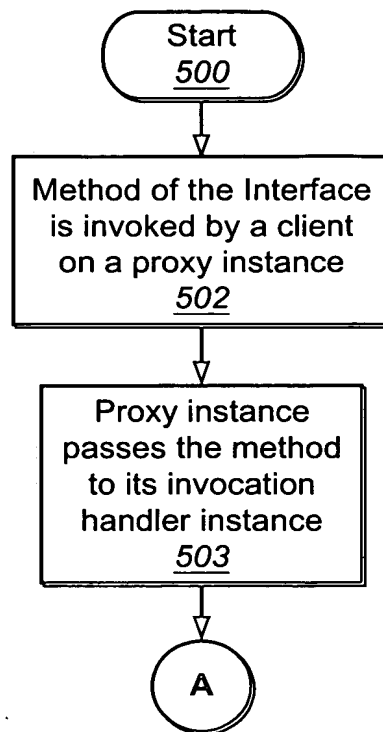 Start
500
Method of the Interface
is invoked by a client
on a proxy instance
502
Proxy instance
passes the method
to its invocation
handler instance
503
A